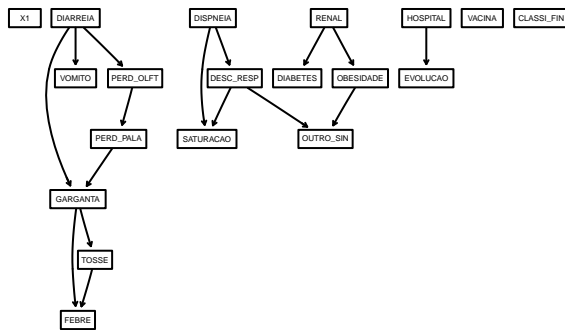 X1 DIARREIA DISPNEIA RENAL HOSPITAL VACINA CLASSI_FIN
VOMITO PERD_OLFT DESC_RESP DIABETES OBESIDADE EVOLUCAO
PERD_PALA SATURACAO OUTRO_SIN
GARGANTA
TOSSE
FEBRE